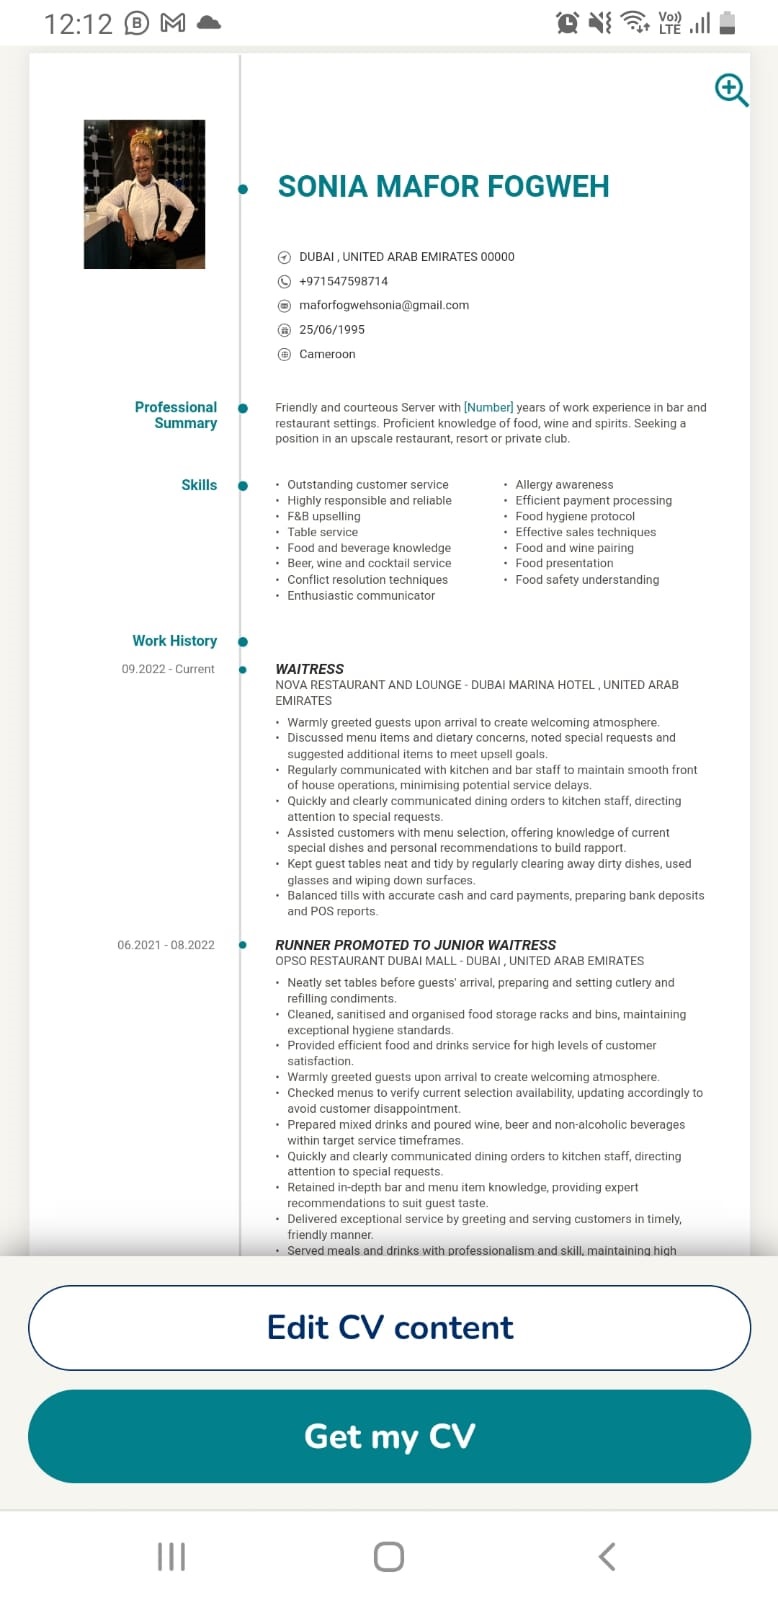 12:12
Vo))
LTE
SONIA MAFOR FOGWEH
DUBAI , UNITED ARAB EMIRATES 00000
+971547598714
maforfogwehsonia@gmail.com
25/06/1995
Cameroon
Professional
Summary
Friendly and courteous Server with [Number] years of work experience in bar and
restaurant settings. Proficient knowledge of food, wine and spirits. Seeking a
position in an upscale restaurant, resort or private club.
Skills
• Outstanding customer service
• Highly responsible and reliable
• F&B upselling
• Table service
• Food and beverage knowledge
• Beer, wine and cocktail service
• Conflict resolution techniques
• Enthusiastic communicator
• Allergy awareness
• Efficient payment processing
• Food hygiene protocol
• Effective sales techniques
• Food and wine pairing
• Food presentation
• Food safety understanding
Work History
09.2022 - Current
WAITRESS
NOVA RESTAURANT AND LOUNGE - DUBAI MARINA HOTEL , UNITED ARAB
EMIRATES
• Warmly greeted guests upon arrival to create welcoming atmosphere.
• Discussed menu items and dietary concerns, noted special requests and
suggested additional items to meet upsell goals.
• Regularly communicated with kitchen and bar staff to maintain smooth front
of house operations, minimising potential service delays.
• Quickly and clearly communicated dining orders to kitchen staff, directing
attention to special requests.
• Assisted customers with menu selection, offering knowledge of current
special dishes and personal recommendations to build rapport.
• Kept guest tables neat and tidy by regularly clearing away dirty dishes, used
glasses and wiping down surfaces.
• Balanced tills with accurate cash and card payments, preparing bank deposits
and POS reports.
06.2021 - 08.2022
RUNNER PROMOTED TO JUNIOR WAITRESS
OPSO RESTAURANT DUBAI MALL - DUBAI , UNITED ARAB EMIRATES
• Neatly set tables before guests' arrival, preparing and setting cutlery and
refilling condiments.
• Cleaned, sanitised and organised food storage racks and bins, maintaining
exceptional hygiene standards.
• Provided efficient food and drinks service for high levels of customer
satisfaction.
• Warmly greeted guests upon arrival to create welcoming atmosphere.
• Checked menus to verify current selection availability, updating accordingly to
avoid customer disappointment.
• Prepared mixed drinks and poured wine, beer and non-alcoholic beverages
within target service timeframes.
• Quickly and clearly communicated dining orders to kitchen staff, directing
attention to special requests.
• Retained in-depth bar and menu item knowledge, providing expert
recommendations to suit guest taste.
• Delivered exceptional service by greeting and serving customers in timely,
friendly manner.
• Served meals and drinks with professionalism and skill, maintaining high
Edit CV content
Get my CV